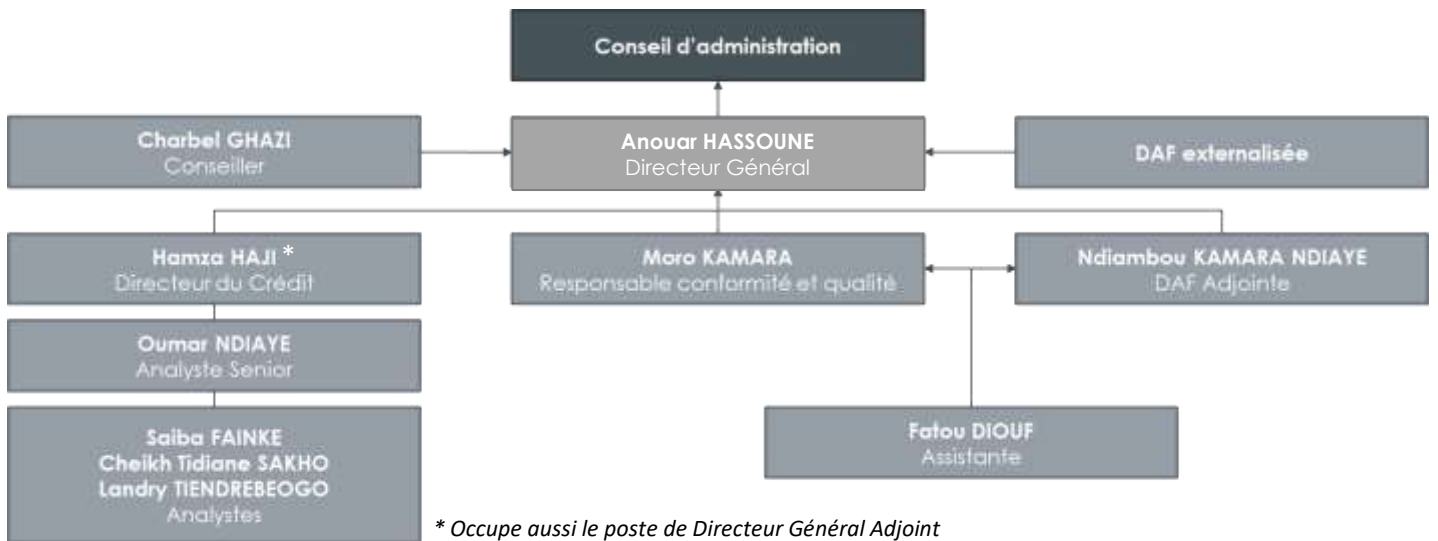 Conseil d'administration
Charbel GHAZI
Conseiller
Anouar HASSOUNE
Directeur Général
DAF externalisée
Hamza HAJI *
Directeur du Crédit
Moro KAMARA
Responsable conformité et qualité
Ndiambou KAMARA NDIAYE
DAF Adjointe
Oumar NDIAYE
Analyste Senior
Saiba FAINKE
Cheikh Tidiane SAKHO
Landry TIENDREBEOGO
Analystes
Fatou DIOUF
Assistante
* Occupe aussi le poste de Directeur Général Adjoint